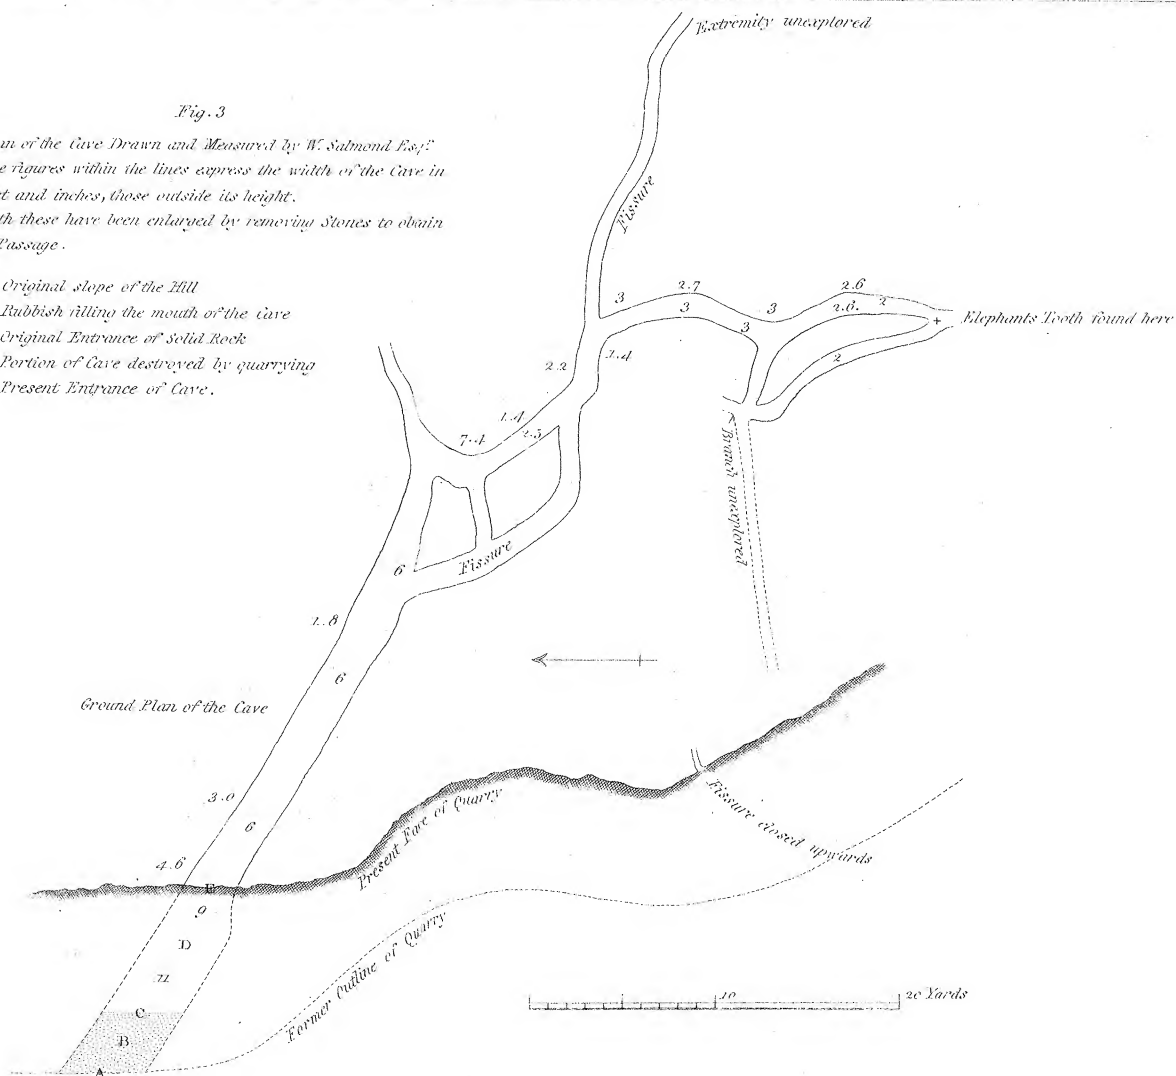 Extremity unexplored
Fig. 3
of the Cave Drawn and Measured by W. Salmond Esqr.
figures within the lines express the width of the Cave in
and inches, those outside its height.
these have been enlarged by removing Stones to obtain
Passage.
Original slope of the Hill
Rubbish filling the mouth of the Cave
Original Entrance of Solid Rock
Portion of Cave destroyed by quarrying
Present Entrance of Cave.
Fissure
3
2.7
3
3
3
2.6
2.6.
2
Elephants Tooth found here
2
1.4
2.2
1.4
7.4
2.5
Branch unexplored
6
Fissure
1.8
6
Ground Plan of the Cave
3.0
6
4.6
E
Present Face of Quarry
Fissure closed upwards
9
D
C
B
A
Former Outline of Quarry
10
20 Yards